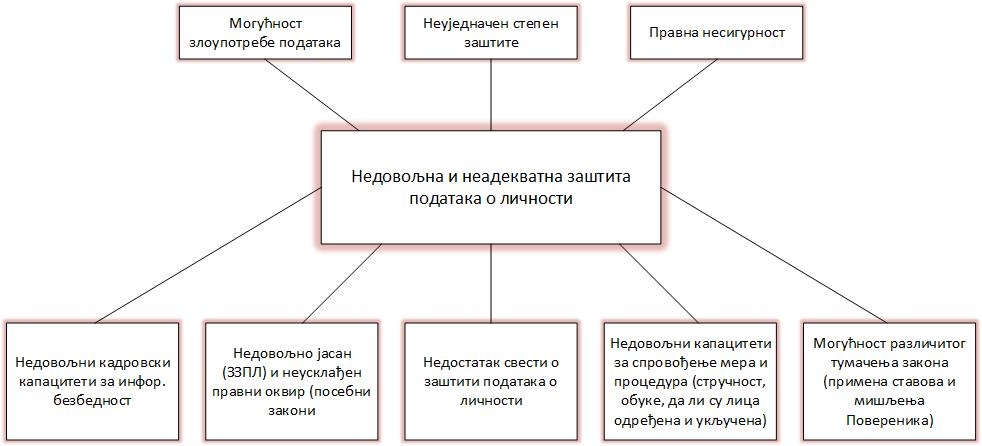 Могућност
злоупотребе података
Неуједначен степен
заштите
Правна несигурност
Недовољна и неадекватна заштита
података о личности
Недовољни кадровски
капацитети за инфор.
безбедност
Недовољно јасан
(ЗЗПЛ) и неусклађен
правни оквир (посебни
закони
Недостатак свести о
заштити података о
личности
Недовољни капацитети
за спровођење мера и
процедура (стручност,
обуке, да ли су лица
одређена и укључена)
Могућност различитог
тумачења закона
(примена ставова и
мишљења
Повереника)